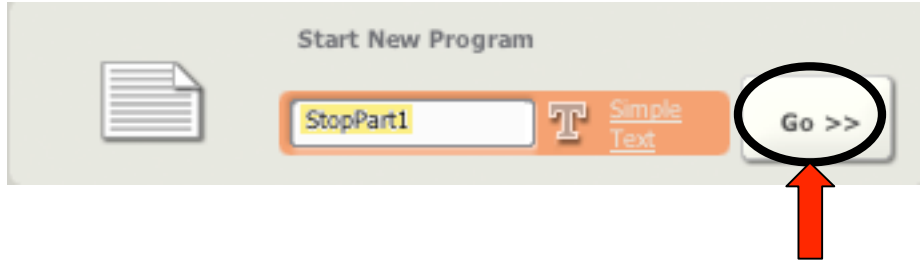 Start New Program
StopPart1
T
Simple
Text
Go >>